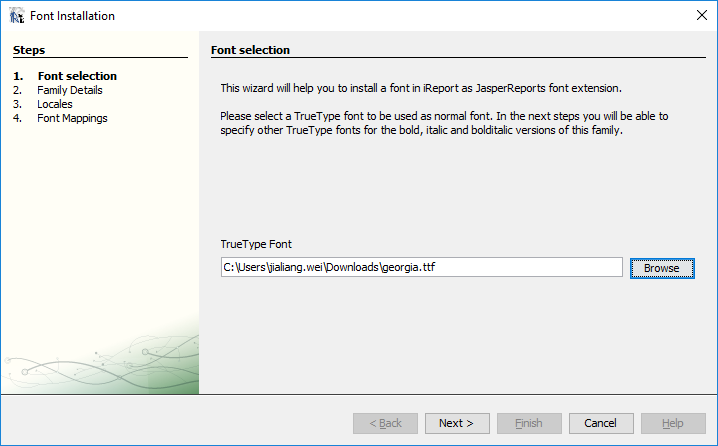 Font Installation
Steps
1. Font selection
2. Family Details
3. Locales
4. Font Mappings
Font selection
This wizard will help you to install a font in iReport as JasperReports font extension.
Please select a TrueType font to be used as normal font. In the next steps you will be able to
specify other TrueType fonts for the bold, italic and bolditalic versions of this family.
TrueType Font
C:\Users\jialiang.wei\Downloads\georgia.ttf
Browse
< Back
Next >
Finish
Cancel
Help